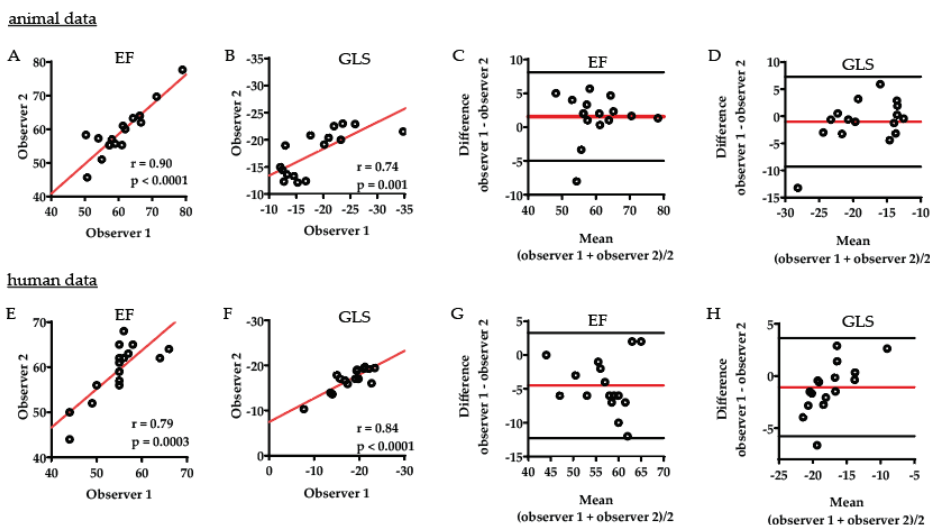 animal data
A
EF
Observer 2
80
70
60
50
40
40 50 60 70 80
Observer 1
r = 0.90
p < 0.0001
B
GLS
Observer 2
-35
-30
-25
-20
-15
-10
-10 -15 -20 -25 -30 -35
Observer 1
r = 0.74
p = 0.001
C
EF
Difference
observer 1 - observer 2
10
5
0
-5
-10
40 50 60 70 80
Mean
(observer 1 + observer 2)/2
D
GLS
Difference
observer 1 - observer 2
10
5
0
-5
-10
-15
-30 -25 -20 -15 -10
Mean
(observer 1 + observer 2)/2
human data
E
EF
Observer 2
70
60
50
40
40 50 60 70
Observer 1
r = 0.79
p = 0.0003
F
GLS
Observer 2
-30
-20
-10
0
0 -10 -20 -30
Observer 1
r = 0.84
p < 0.0001
G
EF
Difference
observer 1 - observer 2
5
0
-5
-10
-15
40 45 50 55 60 65 70
Mean
(observer 1 + observer 2)/2
H
GLS
Difference
observer 1 - observer 2
5
0
-5
-25 -20 -15 -10 -5
Mean
(observer 1 + observer 2)/2